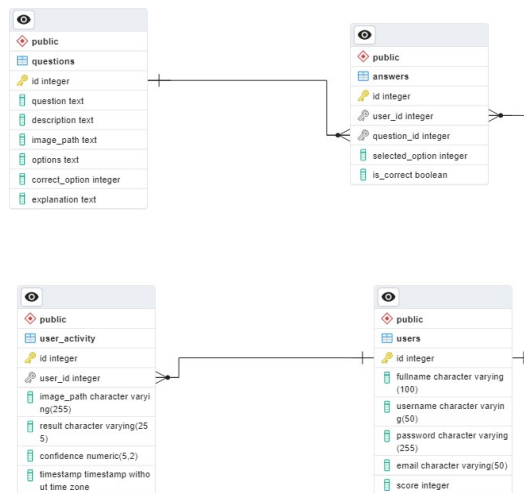 public
questions
id integer
question text
description text
image_path text
options text
correct_option integer
explanation text
public
answers
id integer
user_id integer
question_id integer
selected_option integer
is_correct boolean
public
user_activity
id integer
user_id integer
image_path character varyi
ng(255)
result character varying(25
5)
confidence numeric(5,2)
timestamp timestamp witho
ut time zone
public
users
id integer
fullname character varying
(100)
username character varyin
g(50)
password character varying
(255)
email character varying(50)
score integer